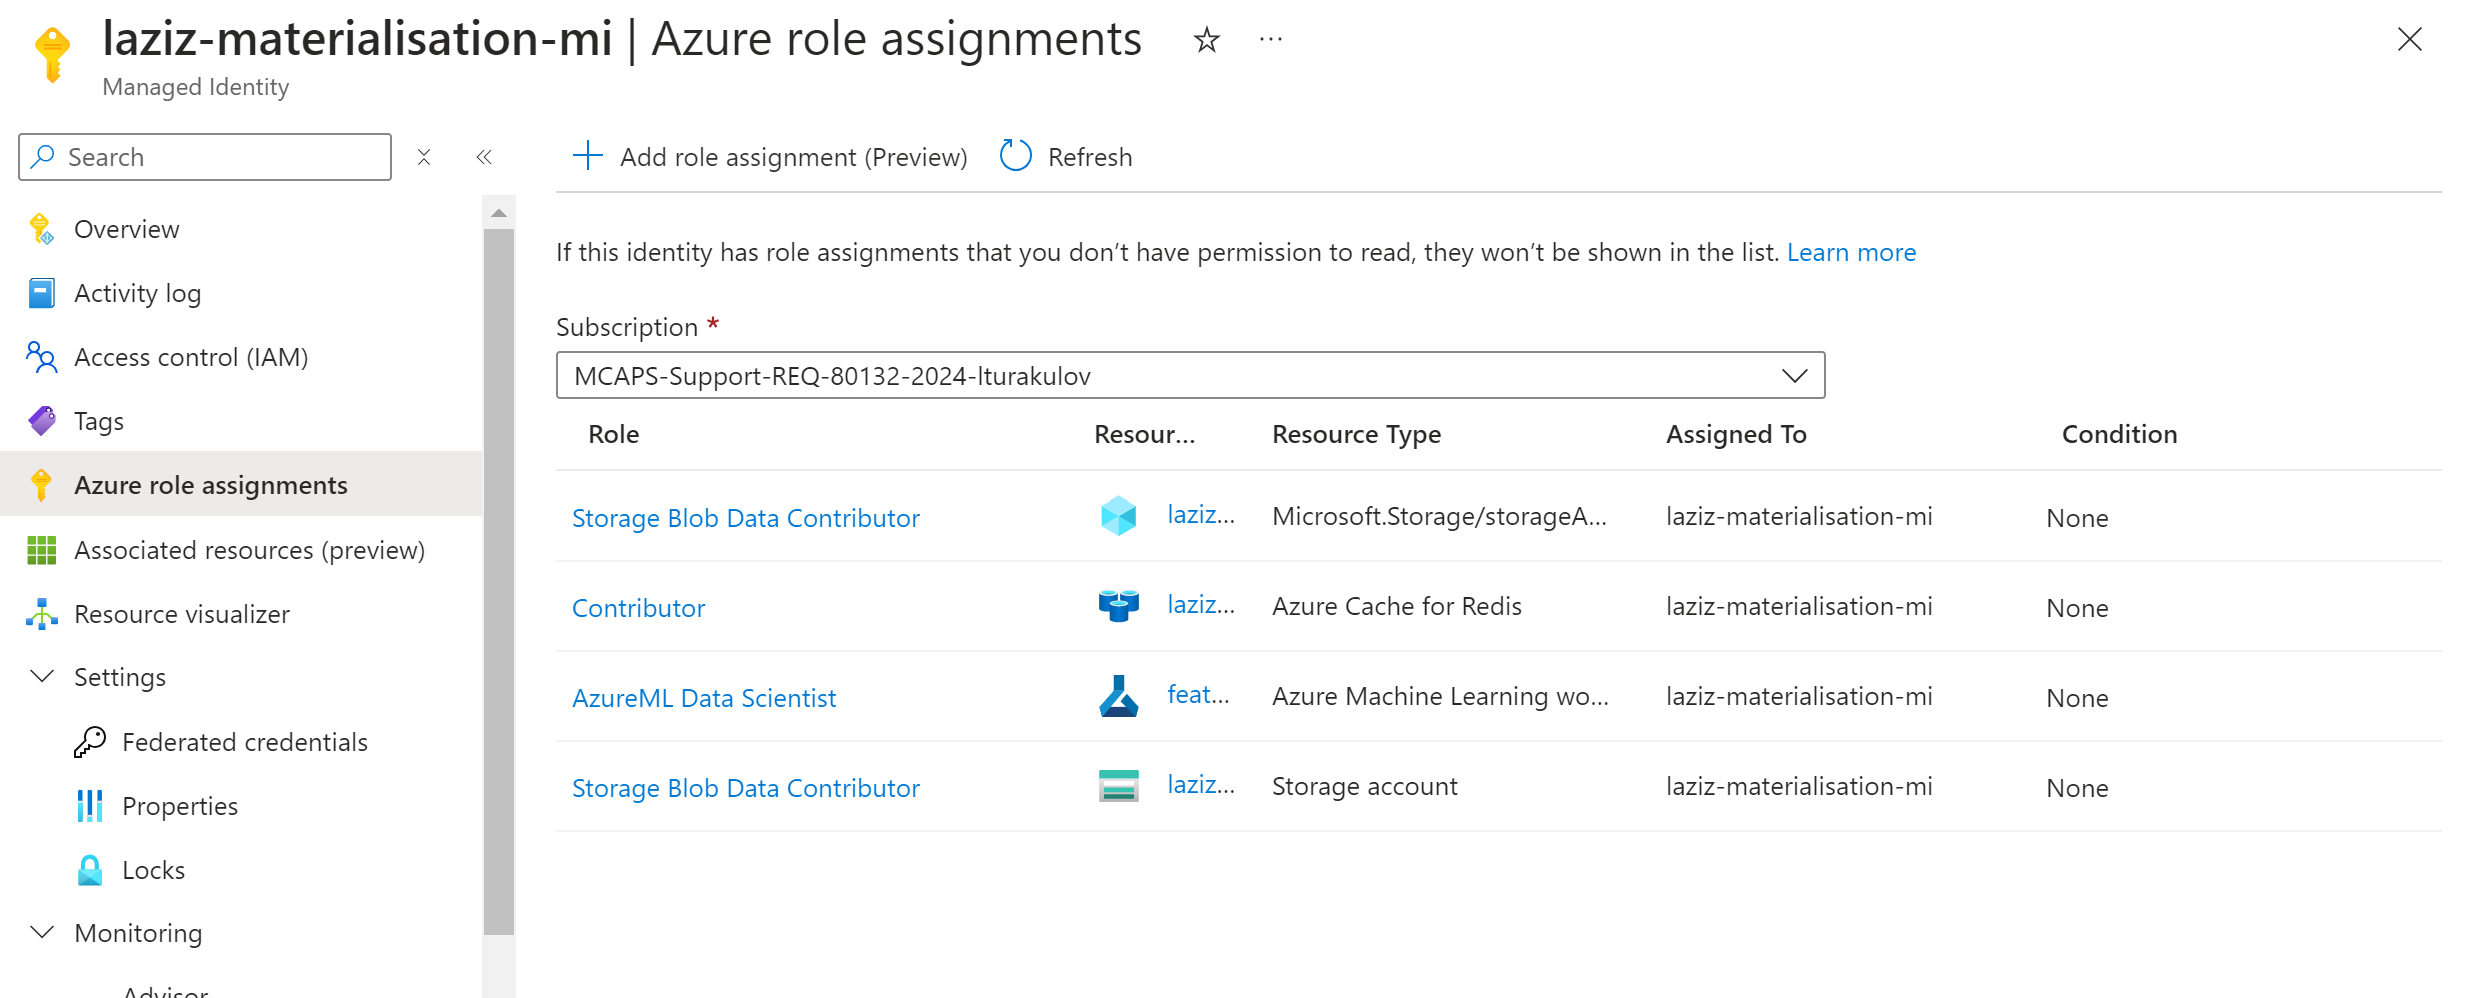 laziz-materialisation-mi | Azure role assignments
Managed Identity
Search
Overview
Activity log
Access control (IAM)
Tags
Azure role assignments
Associated resources (preview)
Resource visualizer
Settings
Federated credentials
Properties
Locks
Monitoring
Advisor
Add role assignment (Preview) Refresh
If this identity has role assignments that you don’t have permission to read, they won’t be shown in the list. Learn more
Subscription *
MCAPS-Support-REQ-80132-2024-lturakulov
Role Resour... Resource Type Assigned To Condition
Storage Blob Data Contributor laziz... Microsoft.Storage/storageA... laziz-materialisation-mi None
Contributor laziz... Azure Cache for Redis laziz-materialisation-mi None
AzureML Data Scientist feat... Azure Machine Learning wo... laziz-materialisation-mi None
Storage Blob Data Contributor laziz... Storage account laziz-materialisation-mi None